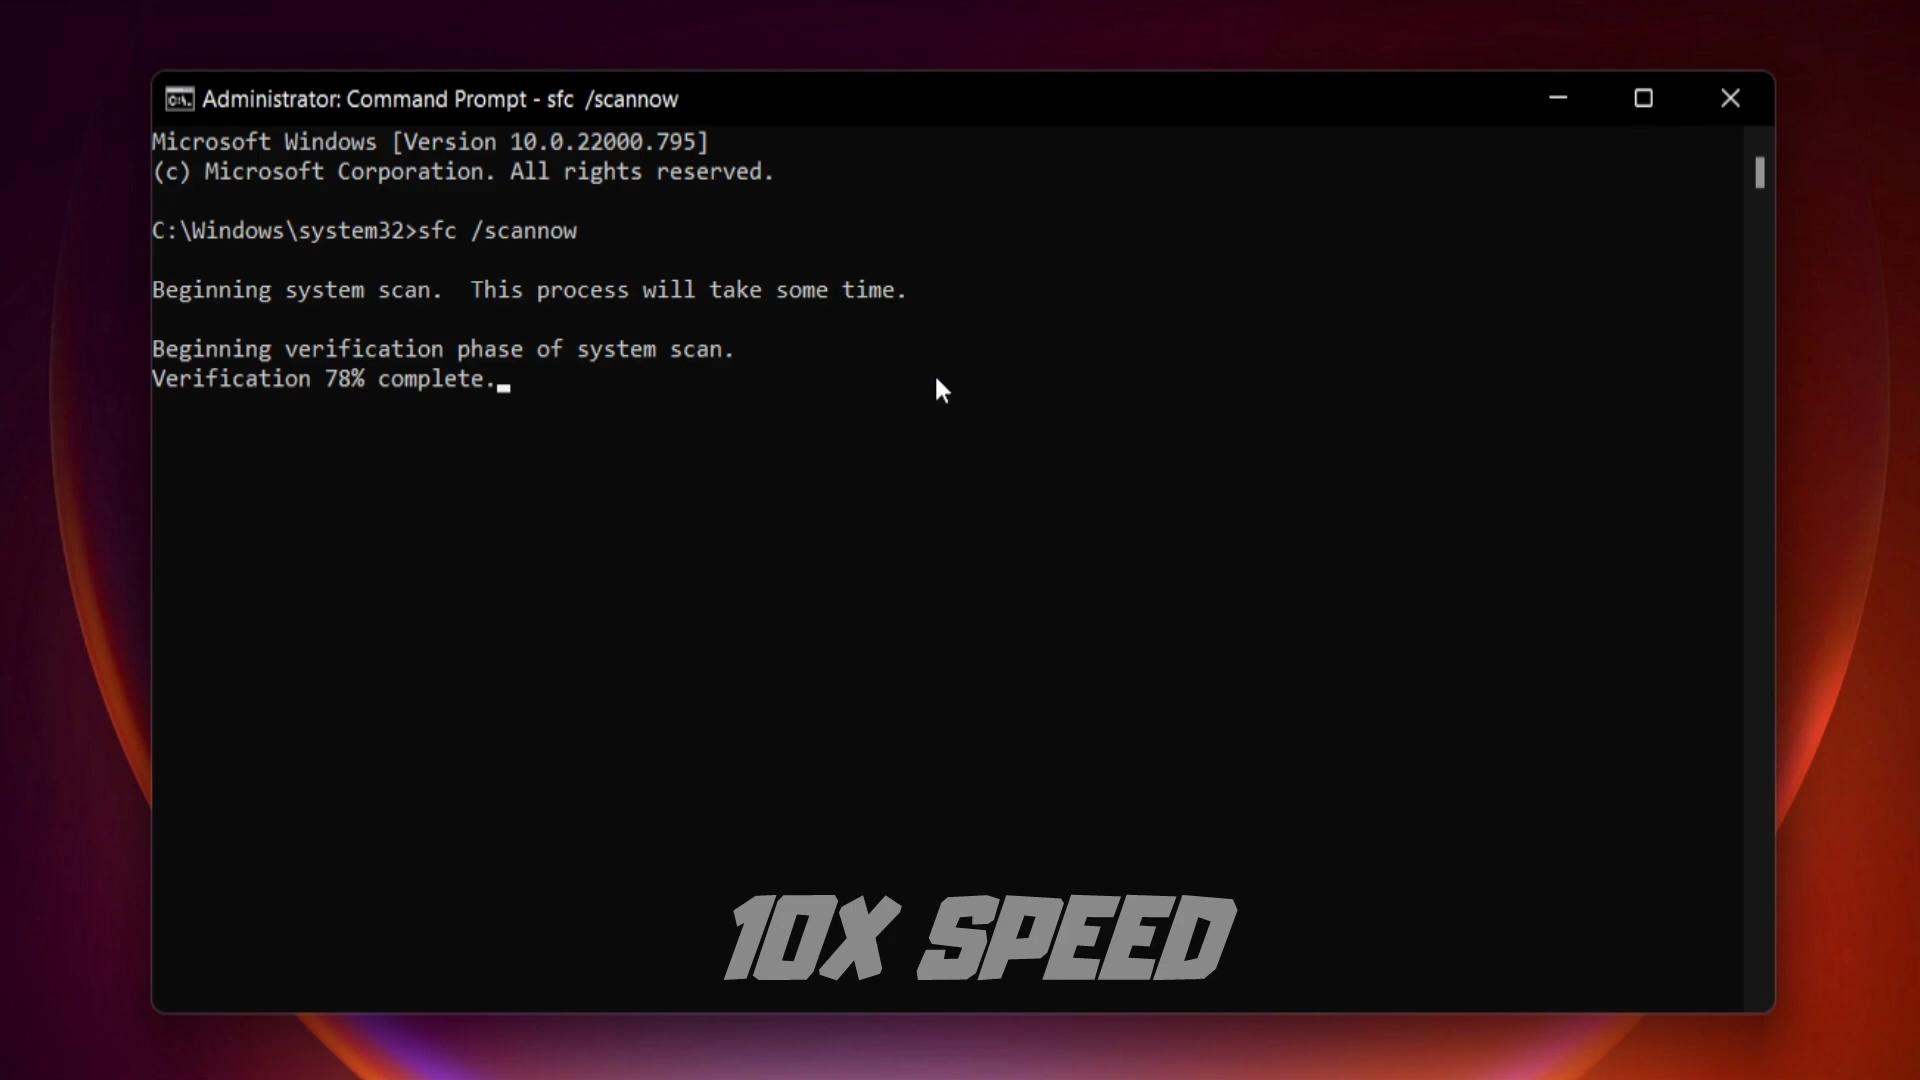 Administrator: Command Prompt - sfc  /scannow
Microsoft Windows [Version 10.0.22000.795]
(c) Microsoft Corporation. All rights reserved.
C:\Windows\system32>sfc /scannow
Beginning system scan.  This process will take some time.
Beginning verification phase of system scan.
Verification 78% complete.
10X SPEED